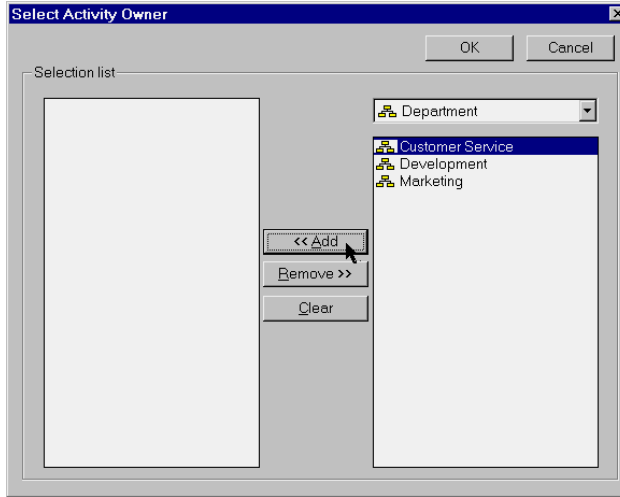 Select Activity Owner
OK
Cancel
Selection list
Department
Customer Service
Development
Marketing
<< Add
Remove >>
Clear